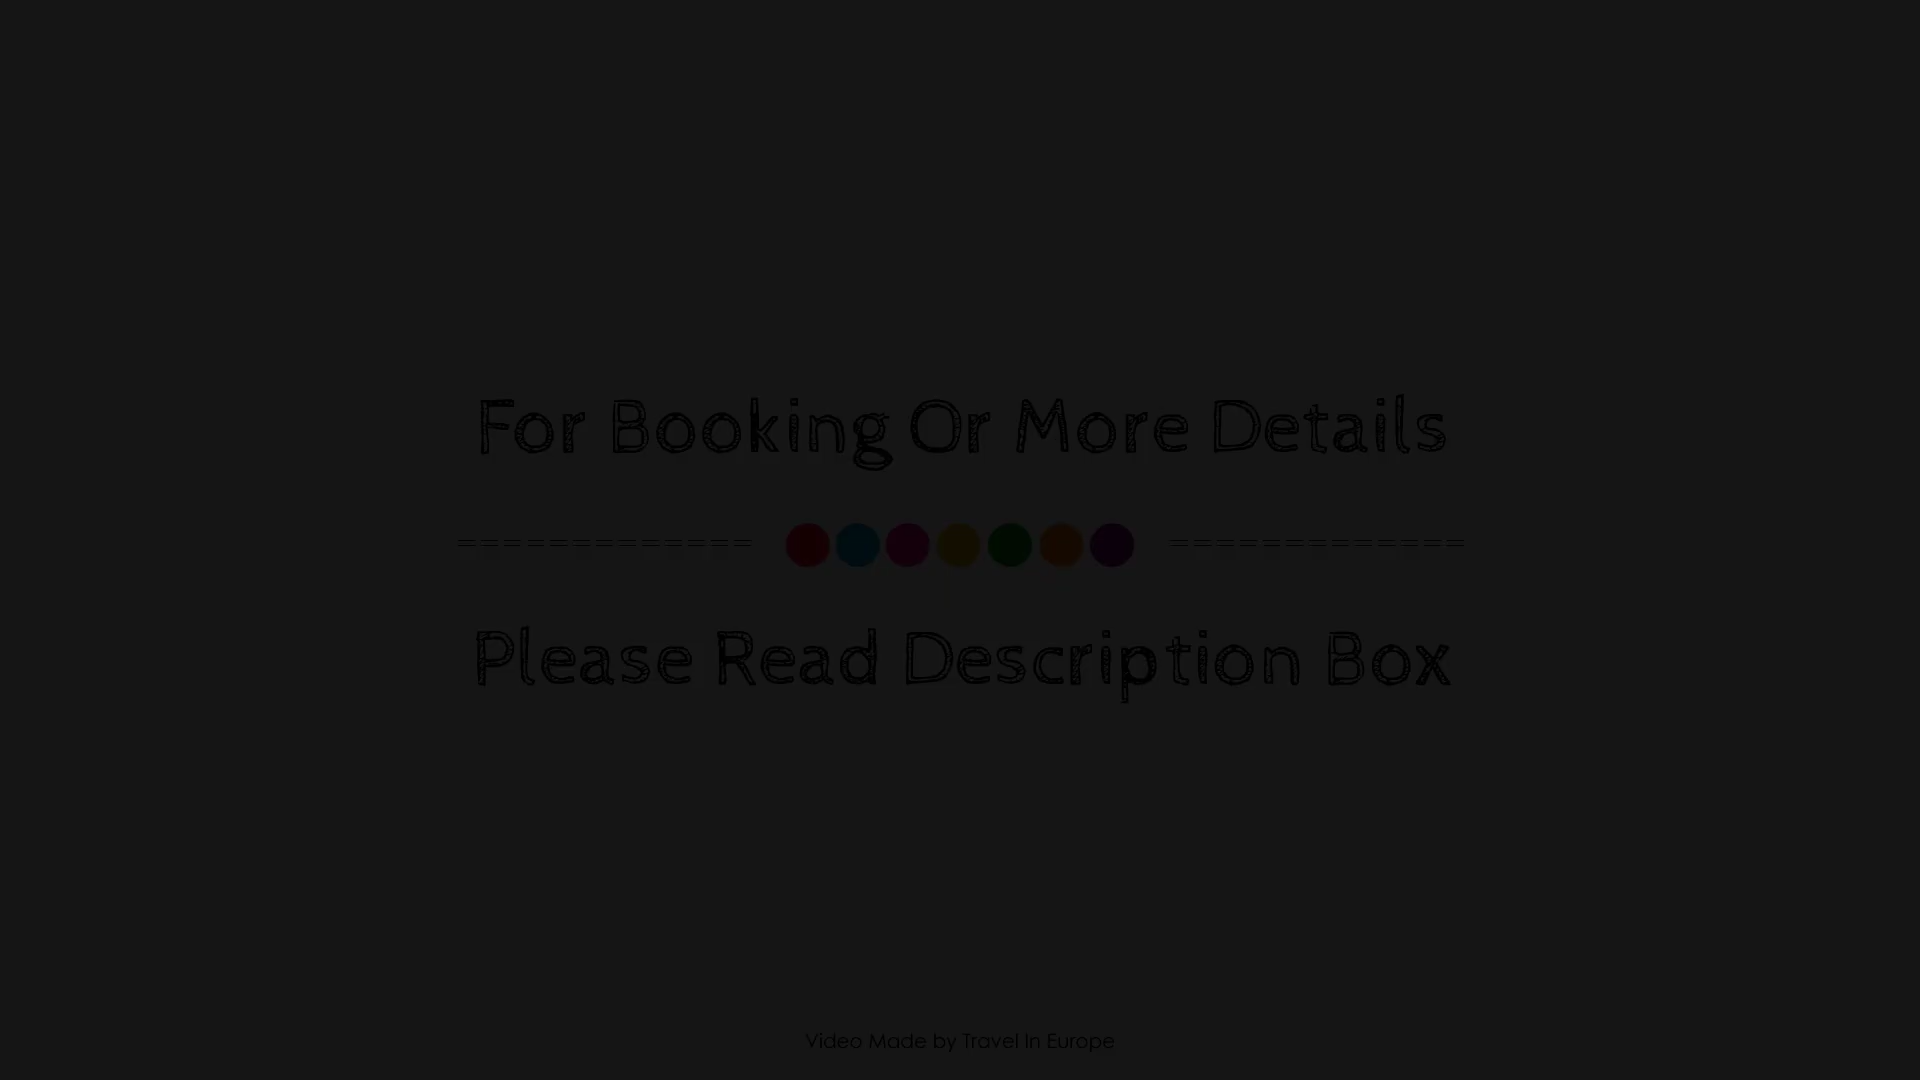 For Booking Or More Details
============= =============
Please Read Description Box
Video Made by Travel In Europe